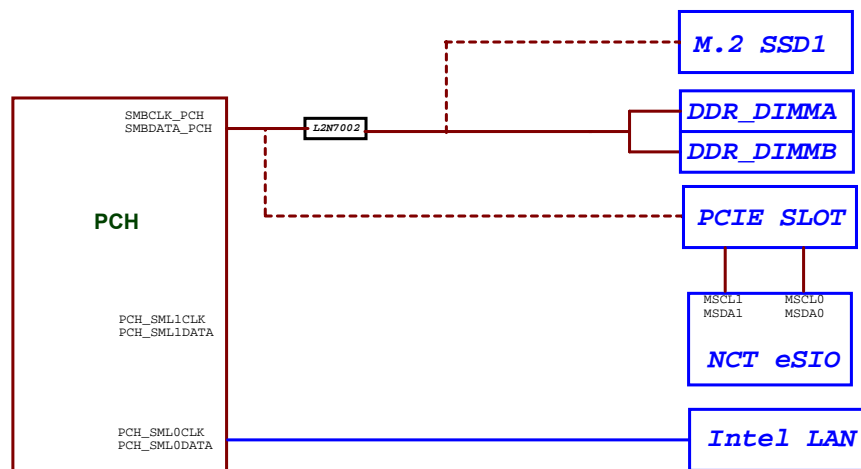 M.2 SSD1
SMBCLK_PCH
SMBDATA_PCH
L2N7002
DDR_DIMMA
DDR_DIMMB
PCH
PCIE SLOT
MSCL1 MSCL0
MSDA1 MSDA0
PCH_SML1CLK
PCH_SML1DATA
NCT eSIO
PCH_SML0CLK
PCH_SML0DATA
Intel LAN